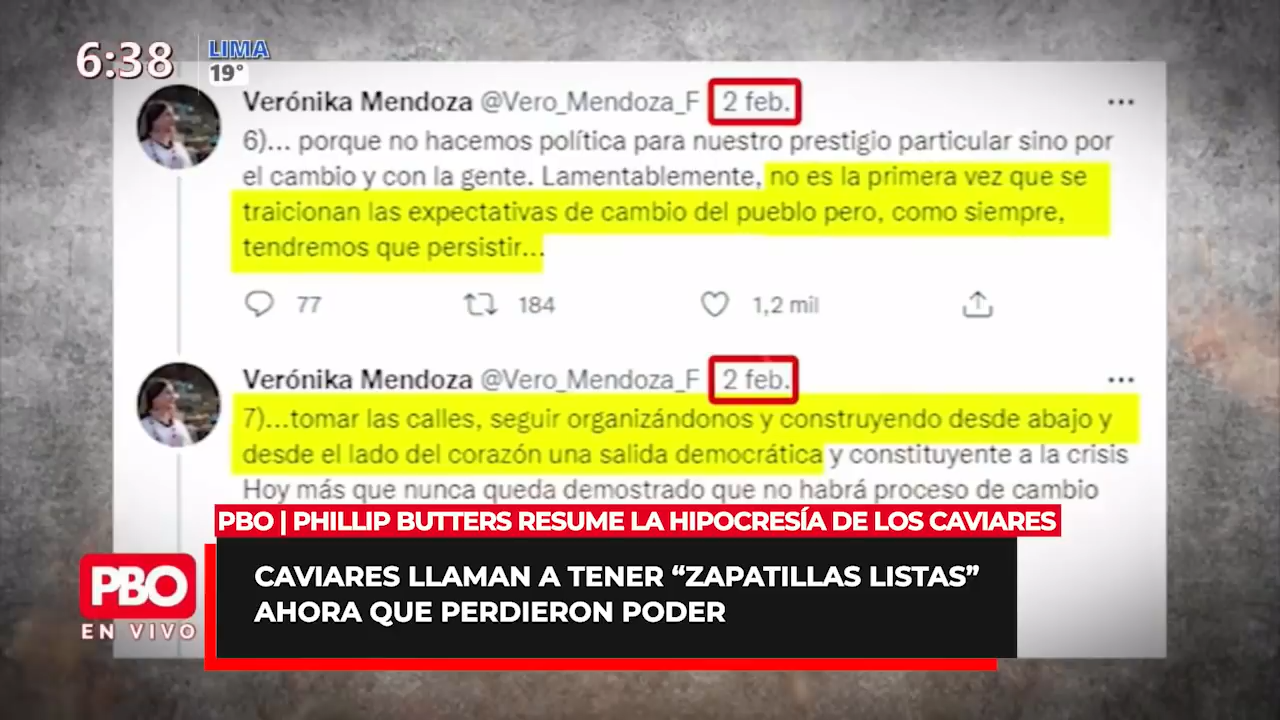 6:38
LIMA
19°
Verónika Mendoza @Vero_Mendoza_F 2 feb.
6)... porque no hacemos política para nuestro prestigio particular sino por
el cambio y con la gente. Lamentablemente, no es la primera vez que se
traicionan las expectativas de cambio del pueblo pero, como siempre,
tendremos que persistir...
77 184 1,2 mil
Verónika Mendoza @Vero_Mendoza_F 2 feb.
7)...tomar las calles, seguir organizándonos y construyendo desde abajo y
desde el lado del corazón una salida democrática y constituyente a la crisis
Hoy más que nunca queda demostrado que no habrá proceso de cambio
PBO | PHILLIP BUTTERS RESUME LA HIPOCRESÍA DE LOS CAVIARES
CAVIARES LLAMAN A TENER “ZAPATILLAS LISTAS”
AHORA QUE PERDIERON PODER
PBO
EN VIVO